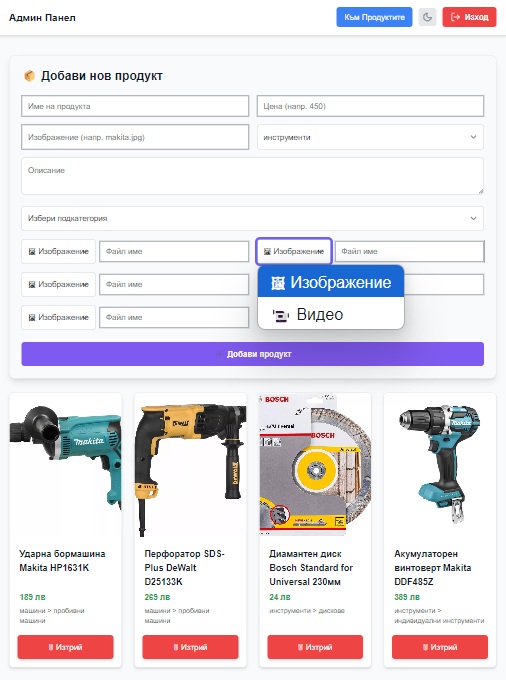 Админ Панел
Към Продуктите
Изход
Добави нов продукт
Име на продукта
Цена (напр. 450)
Изображение (напр. makita.jpg)
инструменти
Описание
Избери подкатегория
Изображение
Файл име
Изображение
Файл име
Изображение
Файл име
Изображение
Видео
Изображение
Файл име
Добави продукт
makita
DEWALT
BOSCH
BOSCH
Makita
Ударна бормашина
Makita HP1631K
189 лв
машини > пробивни
машини
Изтрий
Перфоратор SDS-
Plus DeWalt
D25133K
269 лв
машини > пробивни
машини
Изтрий
Диамантен диск
Bosch Standard for
Universal 230мм
24 лв
инструменти > дискове
Изтрий
Акумулаторен
винтоверт Makita
DDF485Z
389 лв
инструменти >
индивидуални инструменти
Изтрий